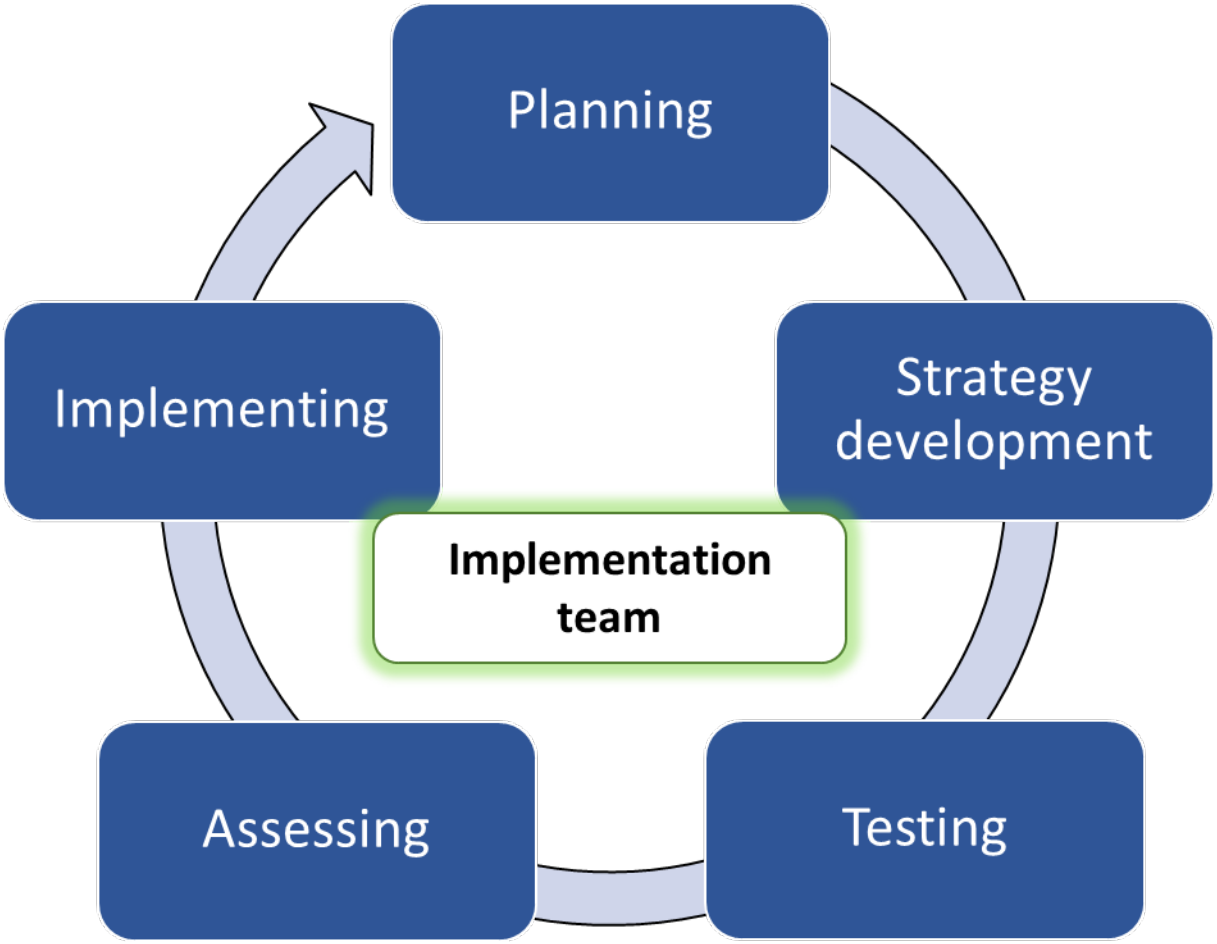 Planning
Strategy
development
Testing
Assessing
Implementing
Implementation
team